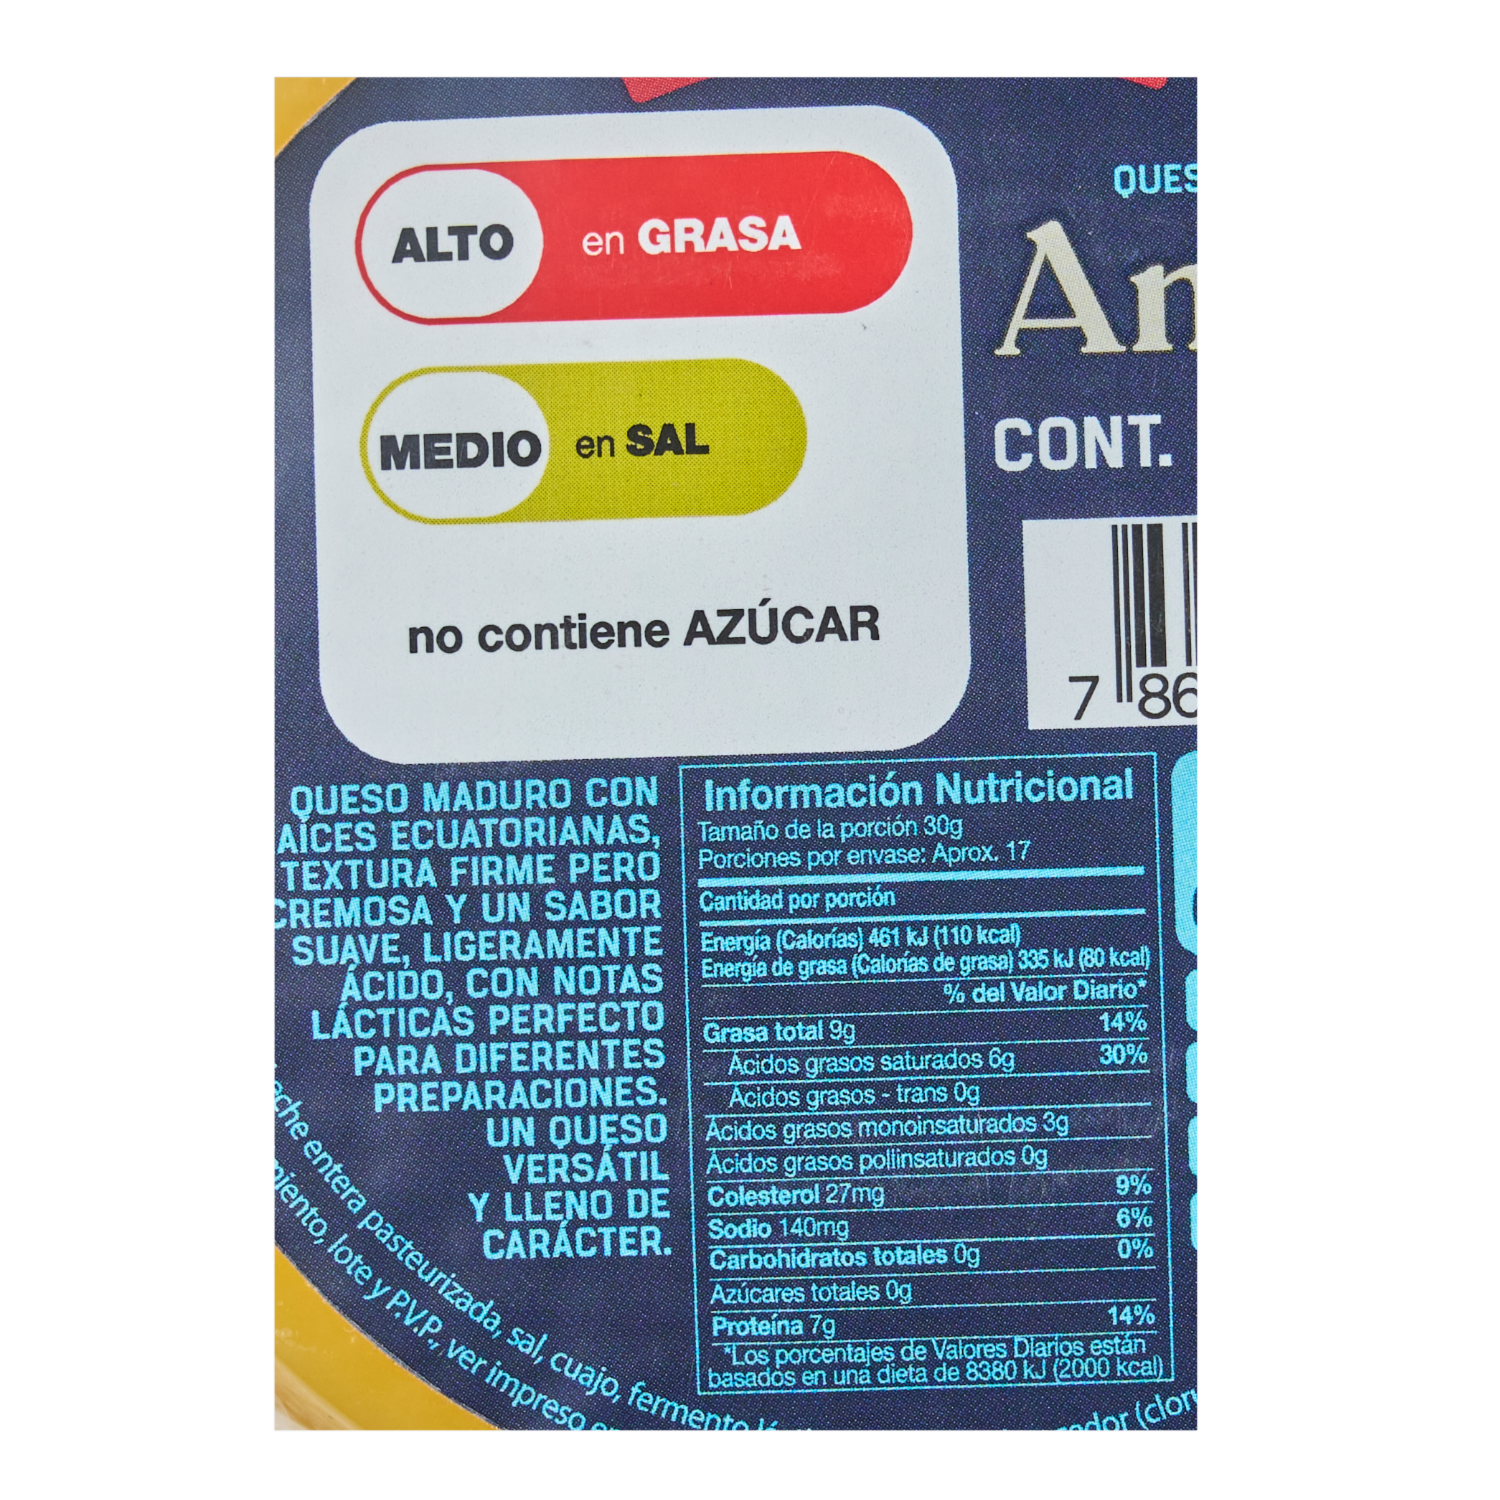 ALTO en GRASA
MEDIO en SAL
no contiene AZÚCAR
QUES
An
CONT.
7 86
QUESO MADURO CON
AÍCES ECUATORIANAS,
TEXTURA FIRME PERO
CREMOSA Y UN SABOR
SUAVE, LIGERAMENTE
ÁCIDO, CON NOTAS
LÁCTICAS PERFECTO
PARA DIFERENTES
PREPARACIONES.
UN QUESO
VERSÁTIL
Y LLENO DE
CARÁCTER.
Información Nutricional
Tamaño de la porción 30g
Porciones por envase: Aprox. 17
Cantidad por porción
Energía (Calorías) 461 kJ (110 kcal)
Energía de grasa (Calorías de grasa) 335 kJ (80 kcal)
% del Valor Diario*
Grasa total 9g 14%
Ácidos grasos saturados 6g 30%
Ácidos grasos - trans 0g
Ácidos grasos monoinsaturados 3g
Ácidos grasos poliinsaturados 0g
Colesterol 27mg 9%
Sodio 140mg 6%
Carbohidratos totales 0g 0%
Azúcares totales 0g
Proteína 7g 14%
*Los porcentajes de Valores Diarios están
basados en una dieta de 8380 kJ (2000 kcal)
eche entera pasteurizada, sal, cuajo, fermento
miento, lote y P.V.P., ver impreso
ador (clor